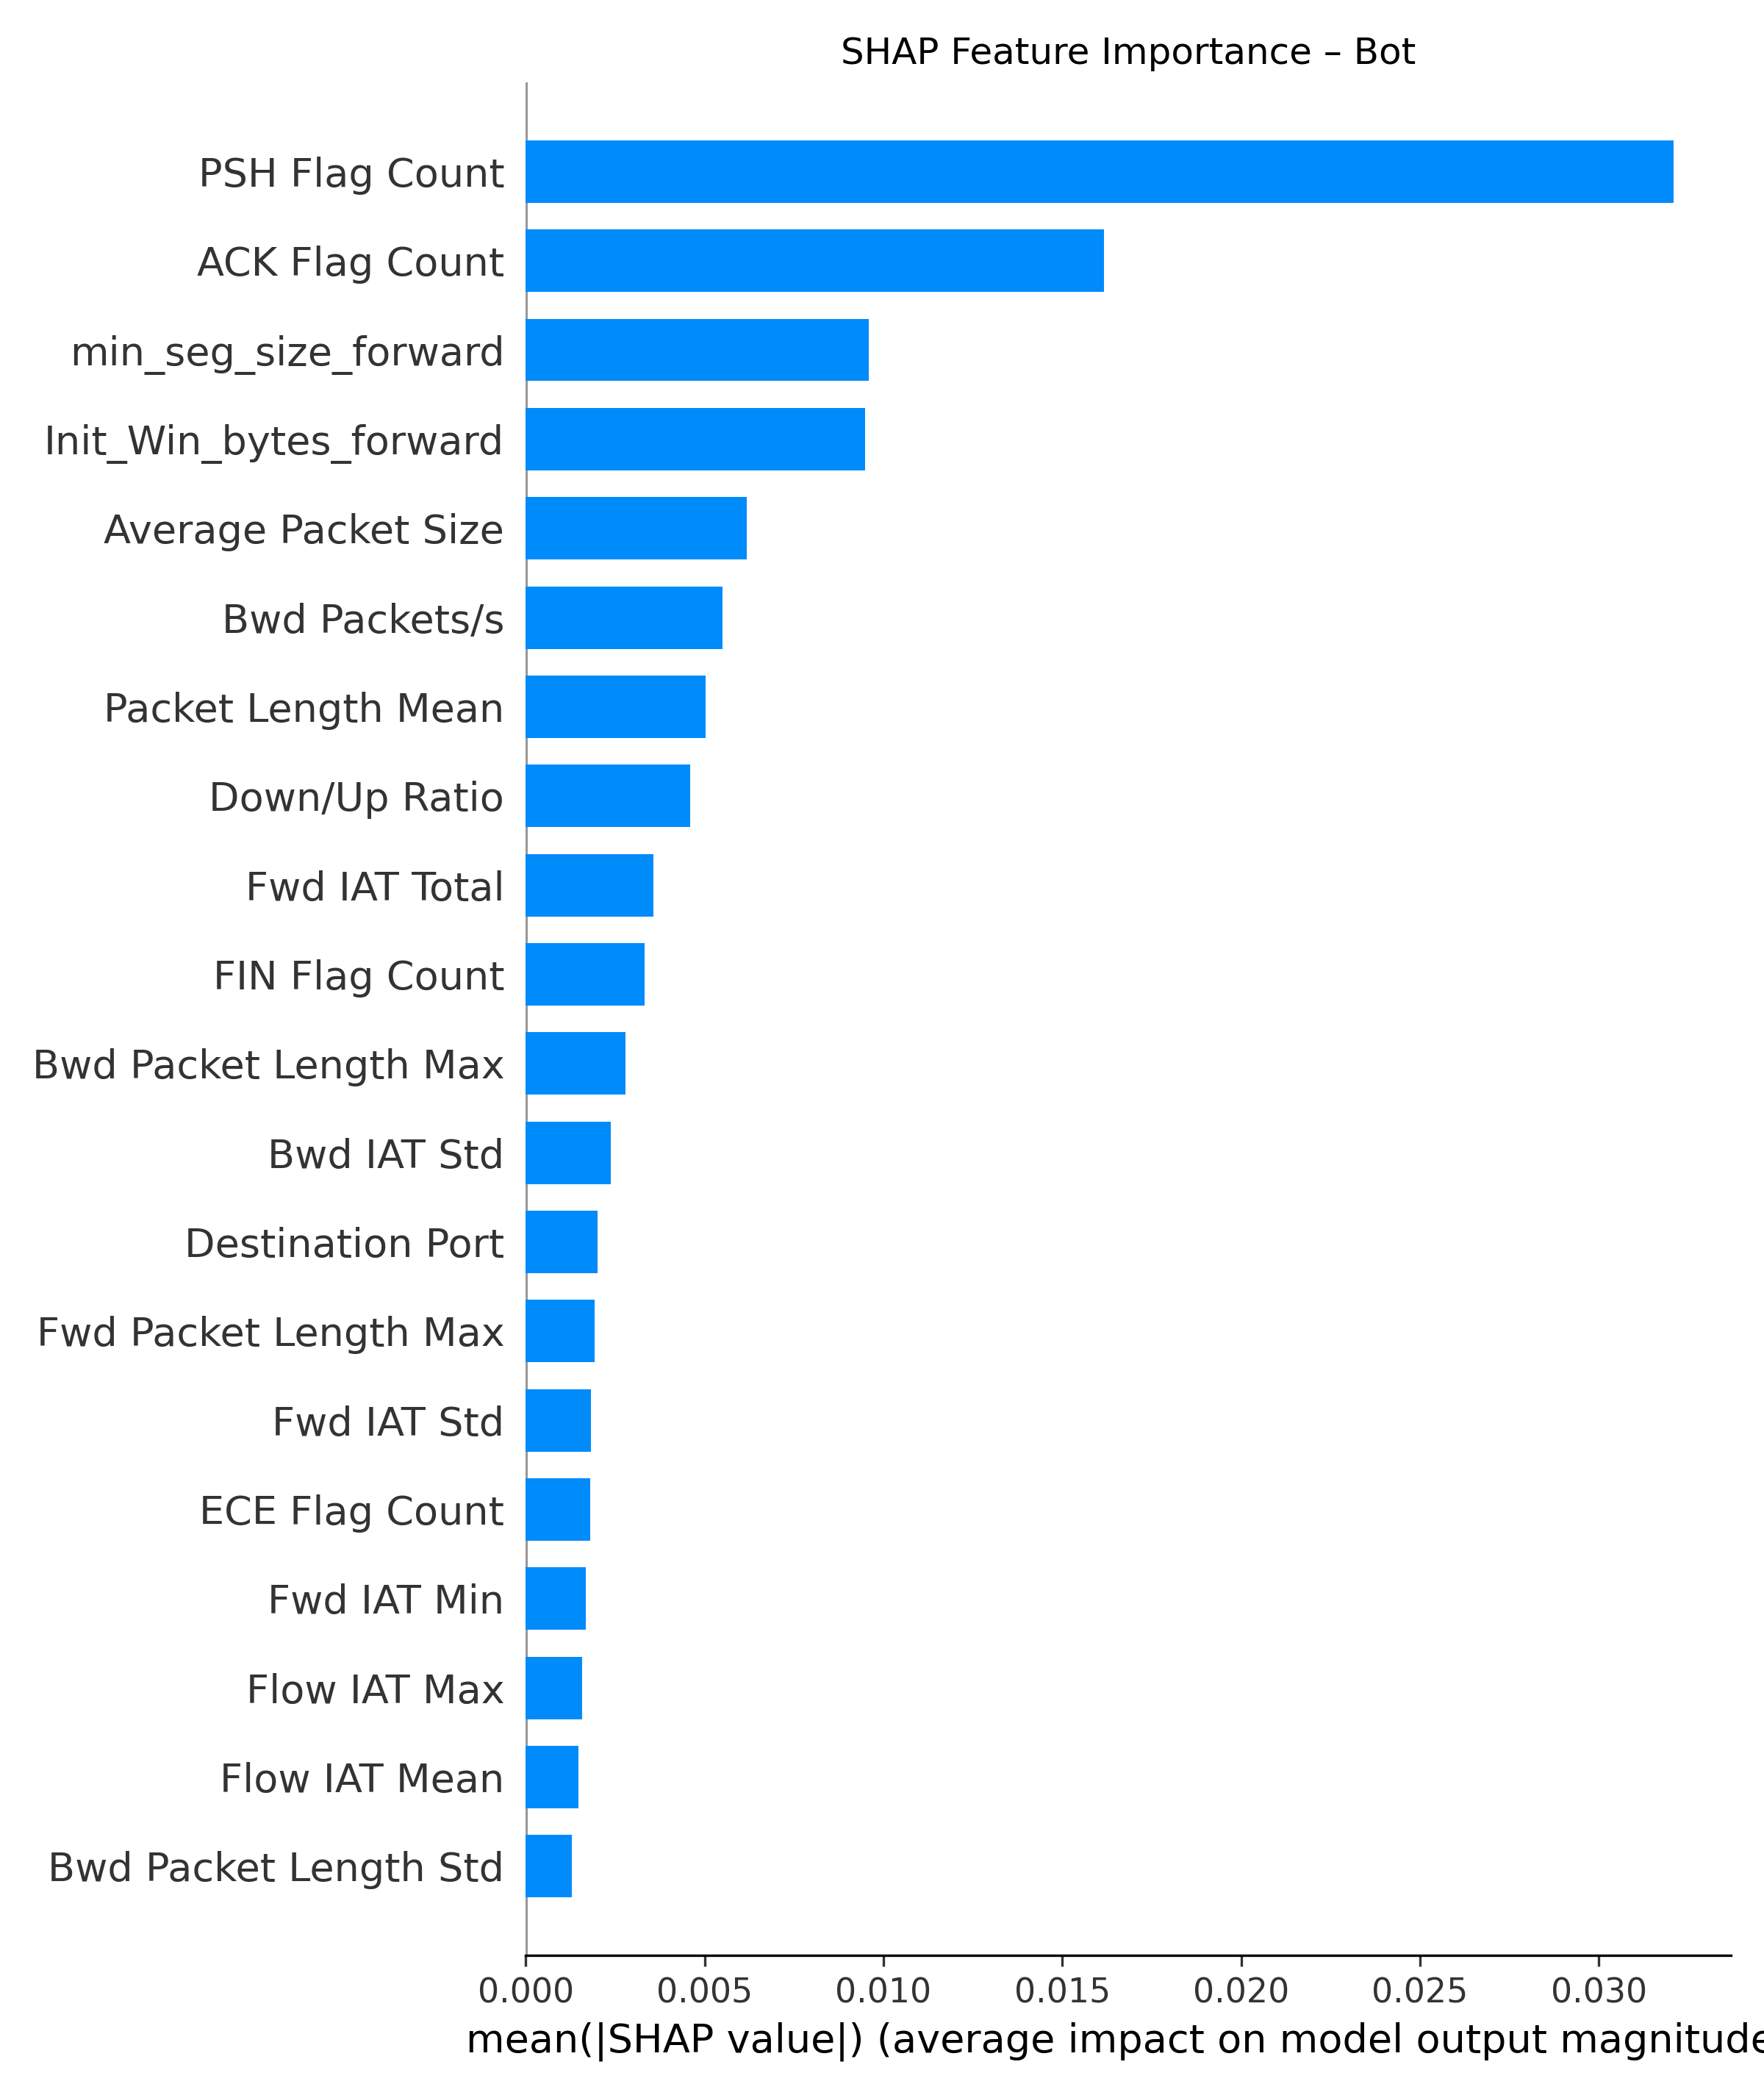 SHAP Feature Importance – Bot
PSH Flag Count
ACK Flag Count
min_seg_size_forward
Init_Win_bytes_forward
Average Packet Size
Bwd Packets/s
Packet Length Mean
Down/Up Ratio
Fwd IAT Total
FIN Flag Count
Bwd Packet Length Max
Bwd IAT Std
Destination Port
Fwd Packet Length Max
Fwd IAT Std
ECE Flag Count
Fwd IAT Min
Flow IAT Max
Flow IAT Mean
Bwd Packet Length Std
0.000 0.005 0.010 0.015 0.020 0.025 0.030
mean(|SHAP value|) (average impact on model output magnitude